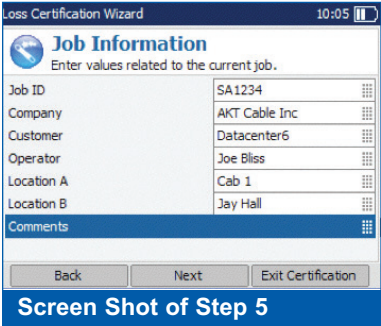 Loss Certification Wizard 10:05
Job Information
Enter values related to the current job.
Job ID SA1234
Company AKT Cable Inc
Customer Datacenter6
Operator Joe Bliss
Location A Cab 1
Location B Jay Hall
Comments
Back Next Exit Certification
Screen Shot of Step 5